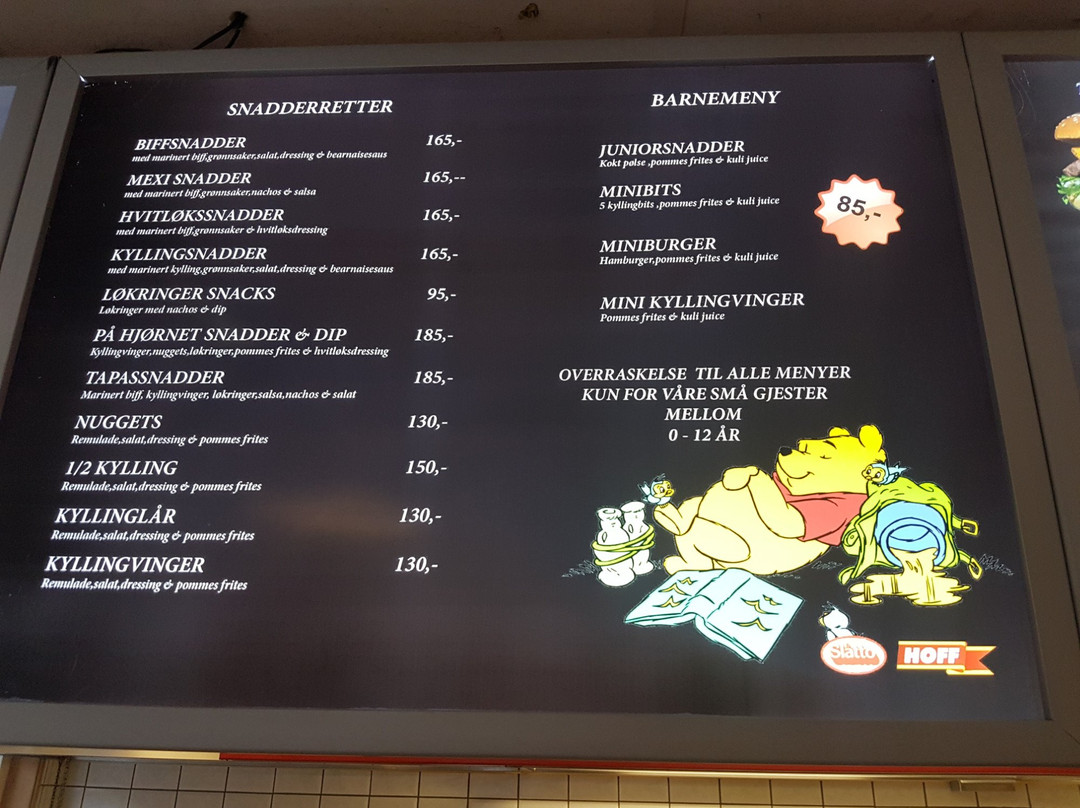 SNADDERRETTER
BIFFSNADDER 165,-
med marinert biff,grønnsaker,salat,dressing & bearnaisesaus
MEXI SNADDER 165,--
med marinert biff,grønnsaker,nachos & salsa
HVITLØKSSNADDER 165,-
med marinert biff,grønnsaker & hvitløksdressing
KYLLINGSNADDER 165,-
med marinert kylling,grønnsaker,salat,dressing & bearnaisesaus
LØKRINGER SNACKS 95,-
Løkringer med nachos & dip
PÅ HJØRNET SNADDER & DIP 185,-
Kyllingvinger,nuggets,løkringer,pommes frites & hvitløksdressing
TAPASSNADDER 185,-
Marinert biff, kyllingvinger, løkringer,salsa,nachos & salat
NUGGETS 130,-
Remulade,salat,dressing & pommes frites
1/2 KYLLING 150,-
Remulade,salat,dressing & pommes frites
KYLLINGLÅR 130,-
Remulade,salat,dressing & pommes frites
KYLLINGVINGER 130,-
Remulade,salat,dressing & pommes frites
BARNEMENY
JUNIORSNADDER
Kokt pølse ,pommes frites & kuli juice
MINIBITS
5 kyllingbits ,pommes frites & kuli juice
85,-
MINIBURGER
Hamburger,pommes frites & kuli juice
MINI KYLLINGVINGER
Pommes frites & kuli juice
OVERRASKELSE TIL ALLE MENYER
KUN FOR VÅRE SMÅ GJESTER
MELLOM
0 - 12 ÅR
Slåtto
HOFF